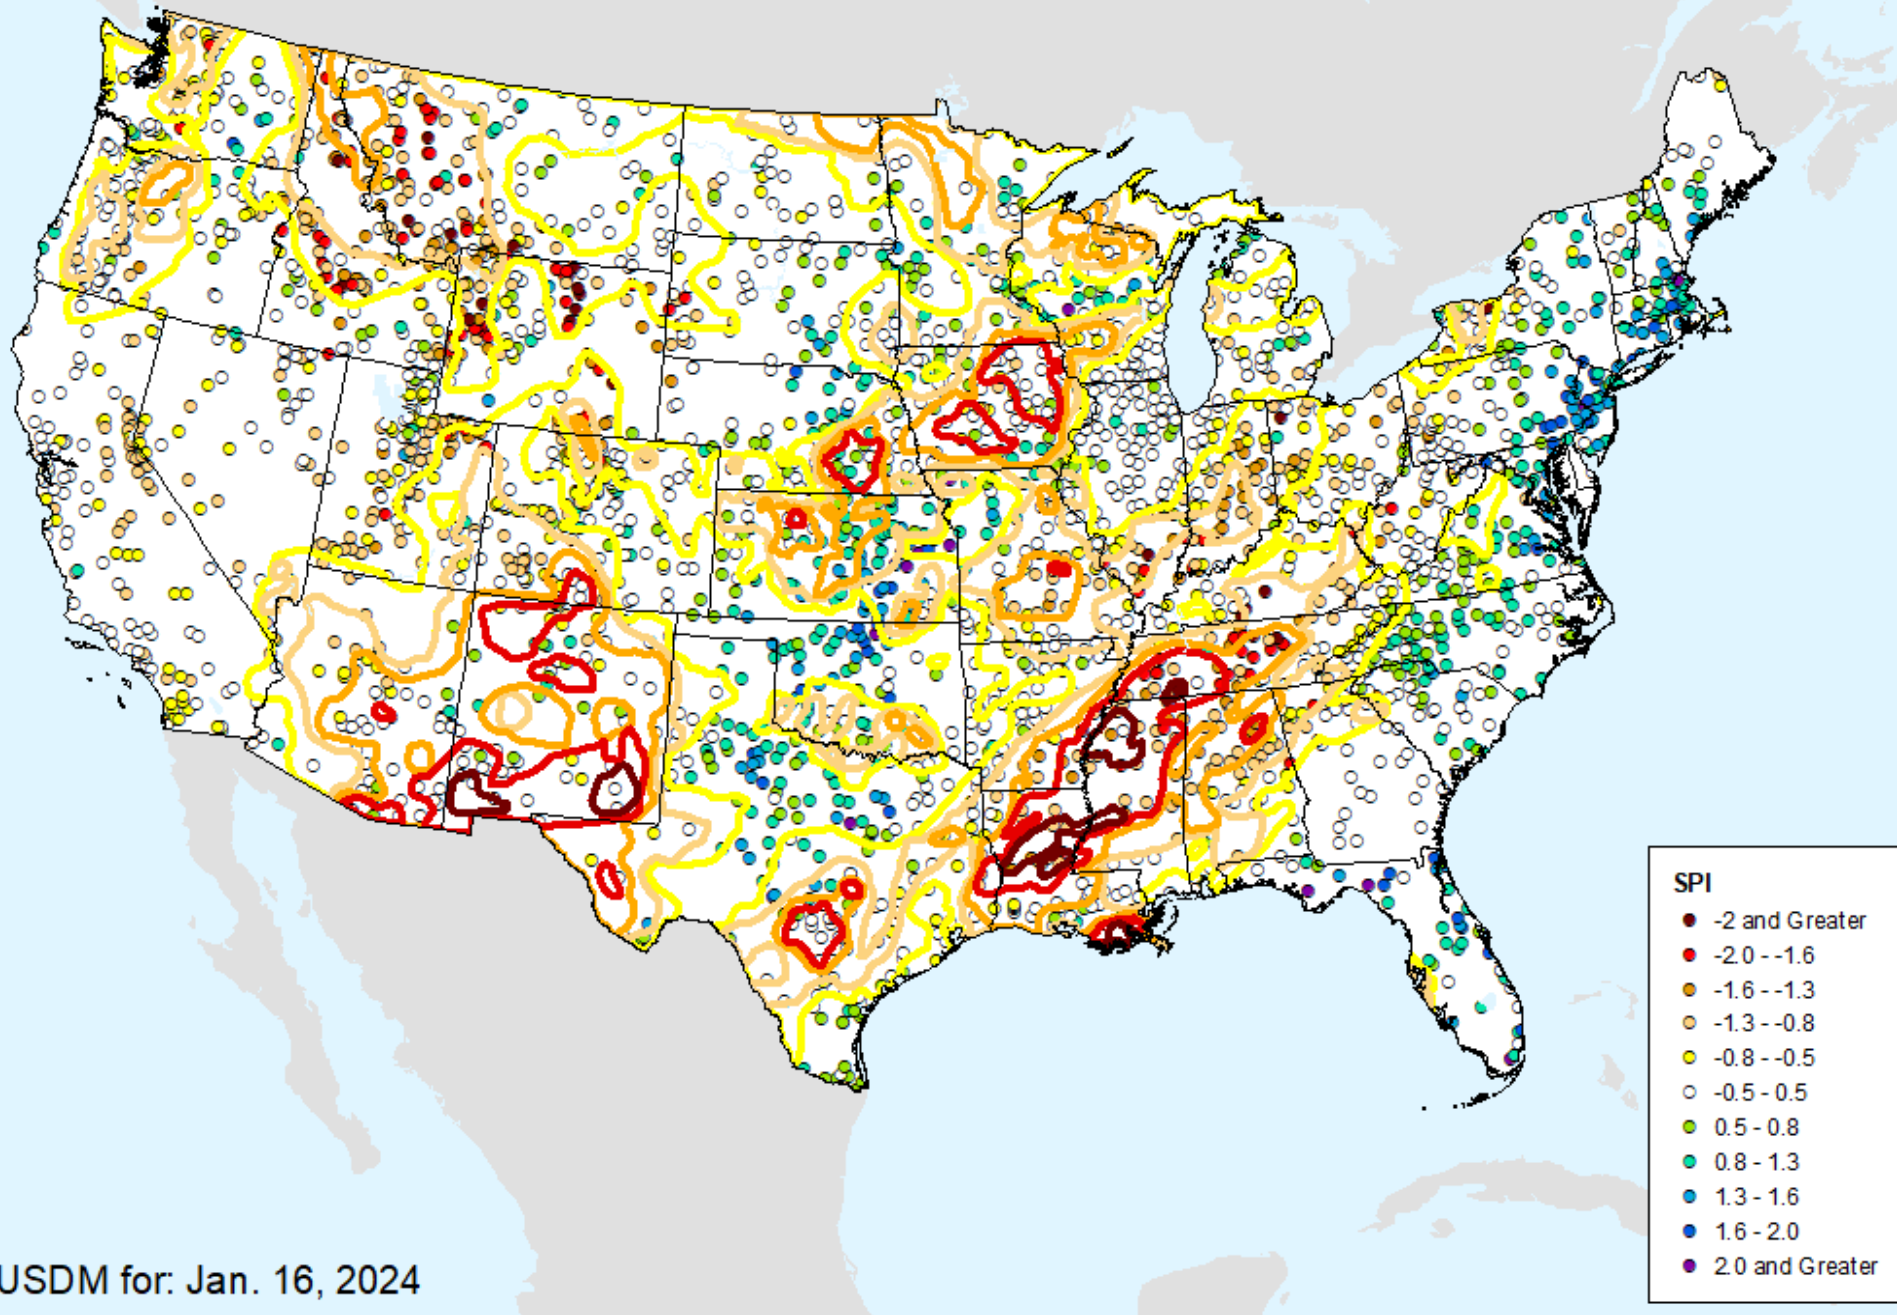 SPI
-2 and Greater
-2.0 - -1.6
-1.6 - -1.3
-1.3 - -0.8
-0.8 - -0.5
-0.5 - 0.5
0.5 - 0.8
0.8 - 1.3
1.3 - 1.6
1.6 - 2.0
2.0 and Greater
USDM for: Jan. 16, 2024